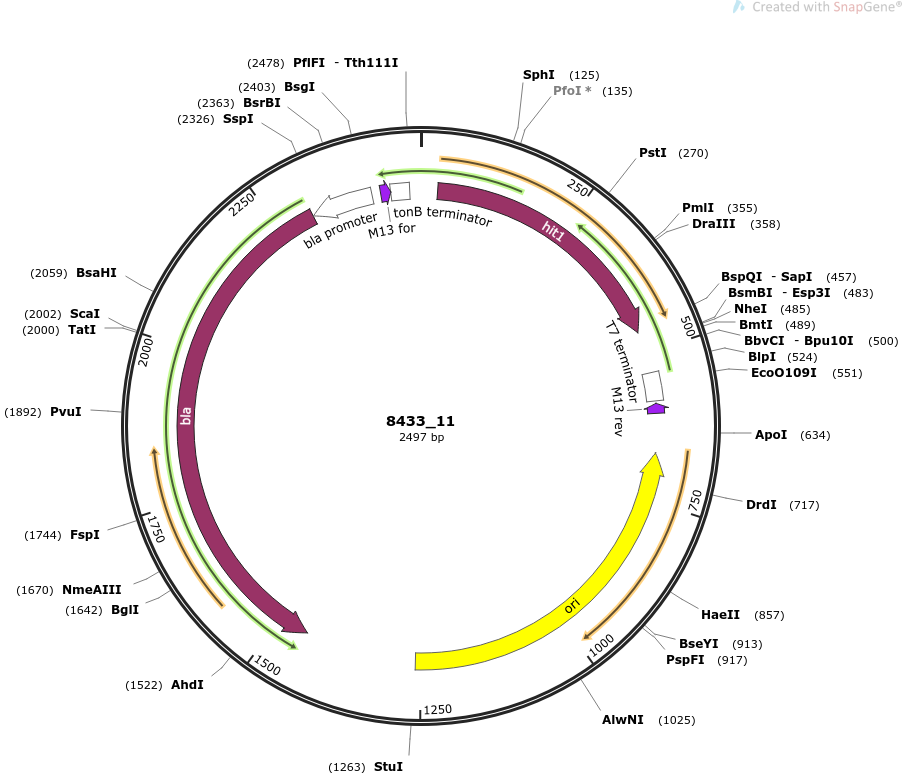 Created with SnapGene®
(2478) PflFI - Tth111I
(2403) BsgI
(2363) BsrBI
(2326) SspI
SphI (125)
PfoI * (135)
PstI (270)
PmlI (355)
DraIII (358)
BspQI - SapI (457)
BsmBI - Esp3I (483)
NheI (485)
BmtI (489)
BbvCI - Bpu10I (500)
BlpI (524)
EcoO109I (551)
ApoI (634)
DrdI (717)
HaeII (857)
BseYI (913)
PspFI (917)
AlwNI (1025)
(1263) StuI
(1522) AhdI
(1642) BglI
(1670) NmeAIII
(1744) FspI
(1892) PvuI
(2000) TatI
(2002) ScaI
(2059) BsaHI
250
500
750
1000
1250
1500
1750
2000
2250
bla promoter
M13 for
tonB terminator
hit1
T7 terminator
M13 rev
ori
bla
8433_11
2497 bp